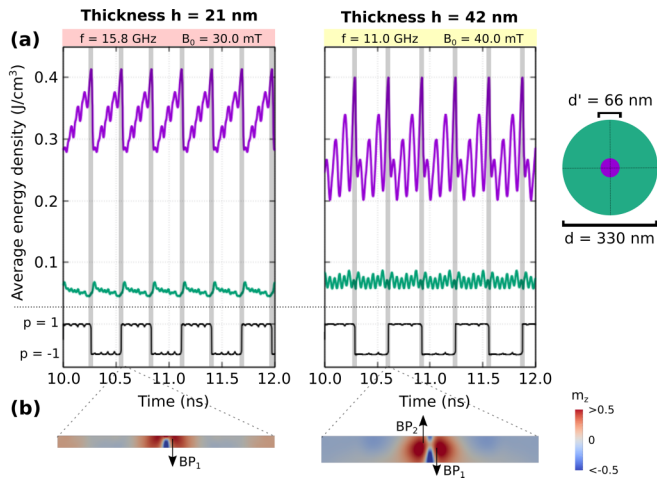 Thickness h = 21 nm
Thickness h = 42 nm
(a)
f = 15.8 GHz B₀ = 30.0 mT
f = 11.0 GHz B₀ = 40.0 mT
Average energy density (J/cm³)
0.4
0.3
0.2
0.1
p = 1
p = -1
10.0 10.5 11.0 11.5 12.0
10.0 10.5 11.0 11.5 12.0
Time (ns)
Time (ns)
d' = 66 nm
d = 330 nm
(b)
BP₁
BP₂
BP₁
m_z
>0.5
0
<-0.5